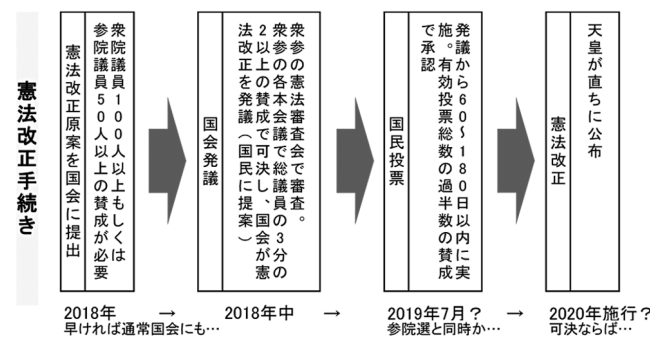 憲法改正手続き
憲法改正原案を国会に提出
衆院議員100人以上もしくは
参院議員50人以上の賛成が必要
国会発議
衆参の憲法審査会で審査。
衆参の各本会議で総議員の3分の
2以上の賛成で可決し、国会が憲
法改正を発議(国民に提案)
国民投票
発議から60〜180日以内に実
施。有効投票総数の過半数の賛成
で承認
憲法改正
天皇が直ちに公布
2018年 → 2018年中 → 2019年7月? → 2020年施行?
早ければ通常国会にも… 参院選と同時か… 可決ならば…